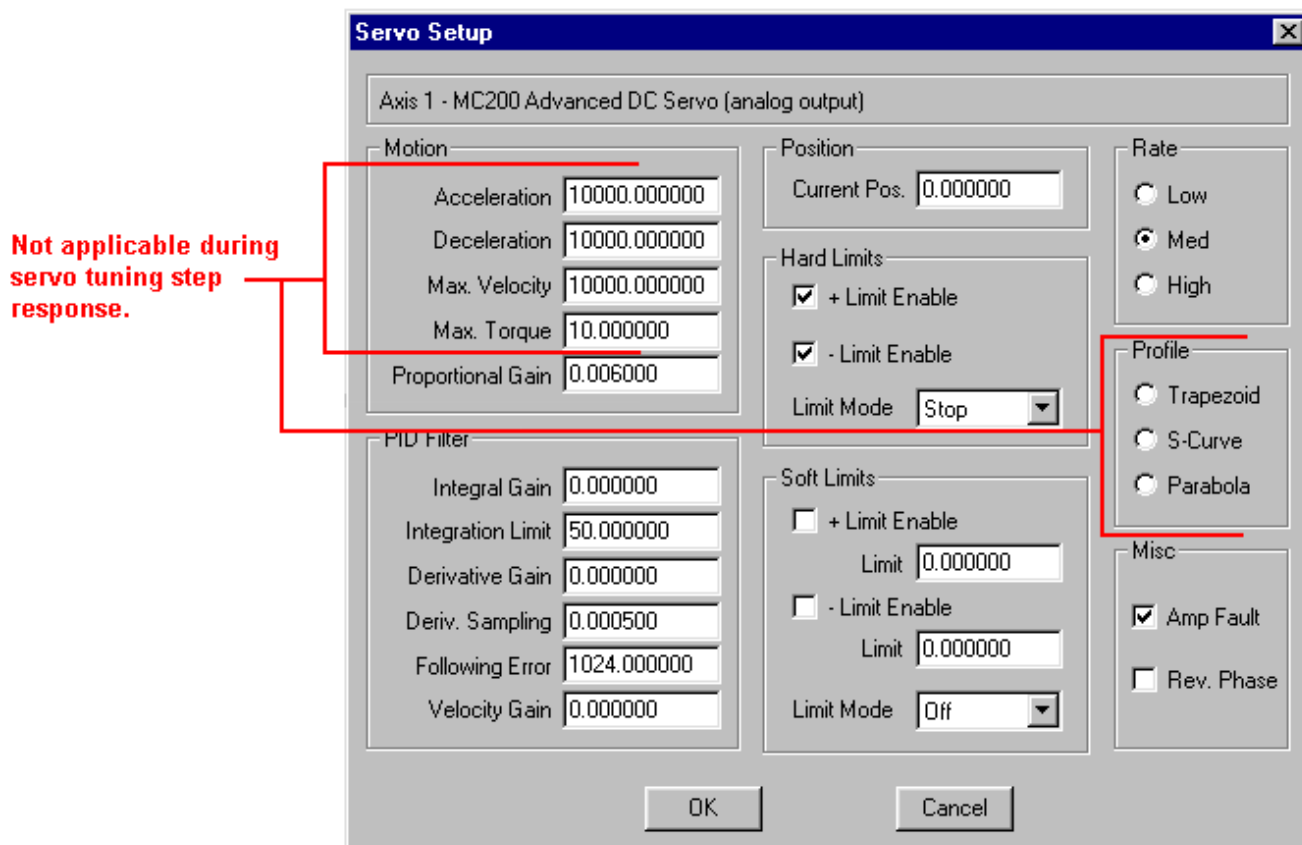 Servo Setup
Axis 1 - MC200 Advanced DC Servo (analog output)
Not applicable during
servo tuning step
response.
Motion
Acceleration 10000.000000
Deceleration 10000.000000
Max. Velocity 10000.000000
Max. Torque 10.000000
Proportional Gain 0.006000
PID Filter
Integral Gain 0.000000
Integration Limit 50.000000
Derivative Gain 0.000000
Deriv. Sampling 0.000500
Following Error 1024.000000
Velocity Gain 0.000000
Position
Current Pos. 0.000000
Hard Limits
+ Limit Enable
- Limit Enable
Limit Mode Stop
Soft Limits
+ Limit Enable
Limit 0.000000
- Limit Enable
Limit 0.000000
Limit Mode Off
Rate
Low
Med
High
Profile
Trapezoid
S-Curve
Parabola
Misc
Amp Fault
Rev. Phase
OK
Cancel